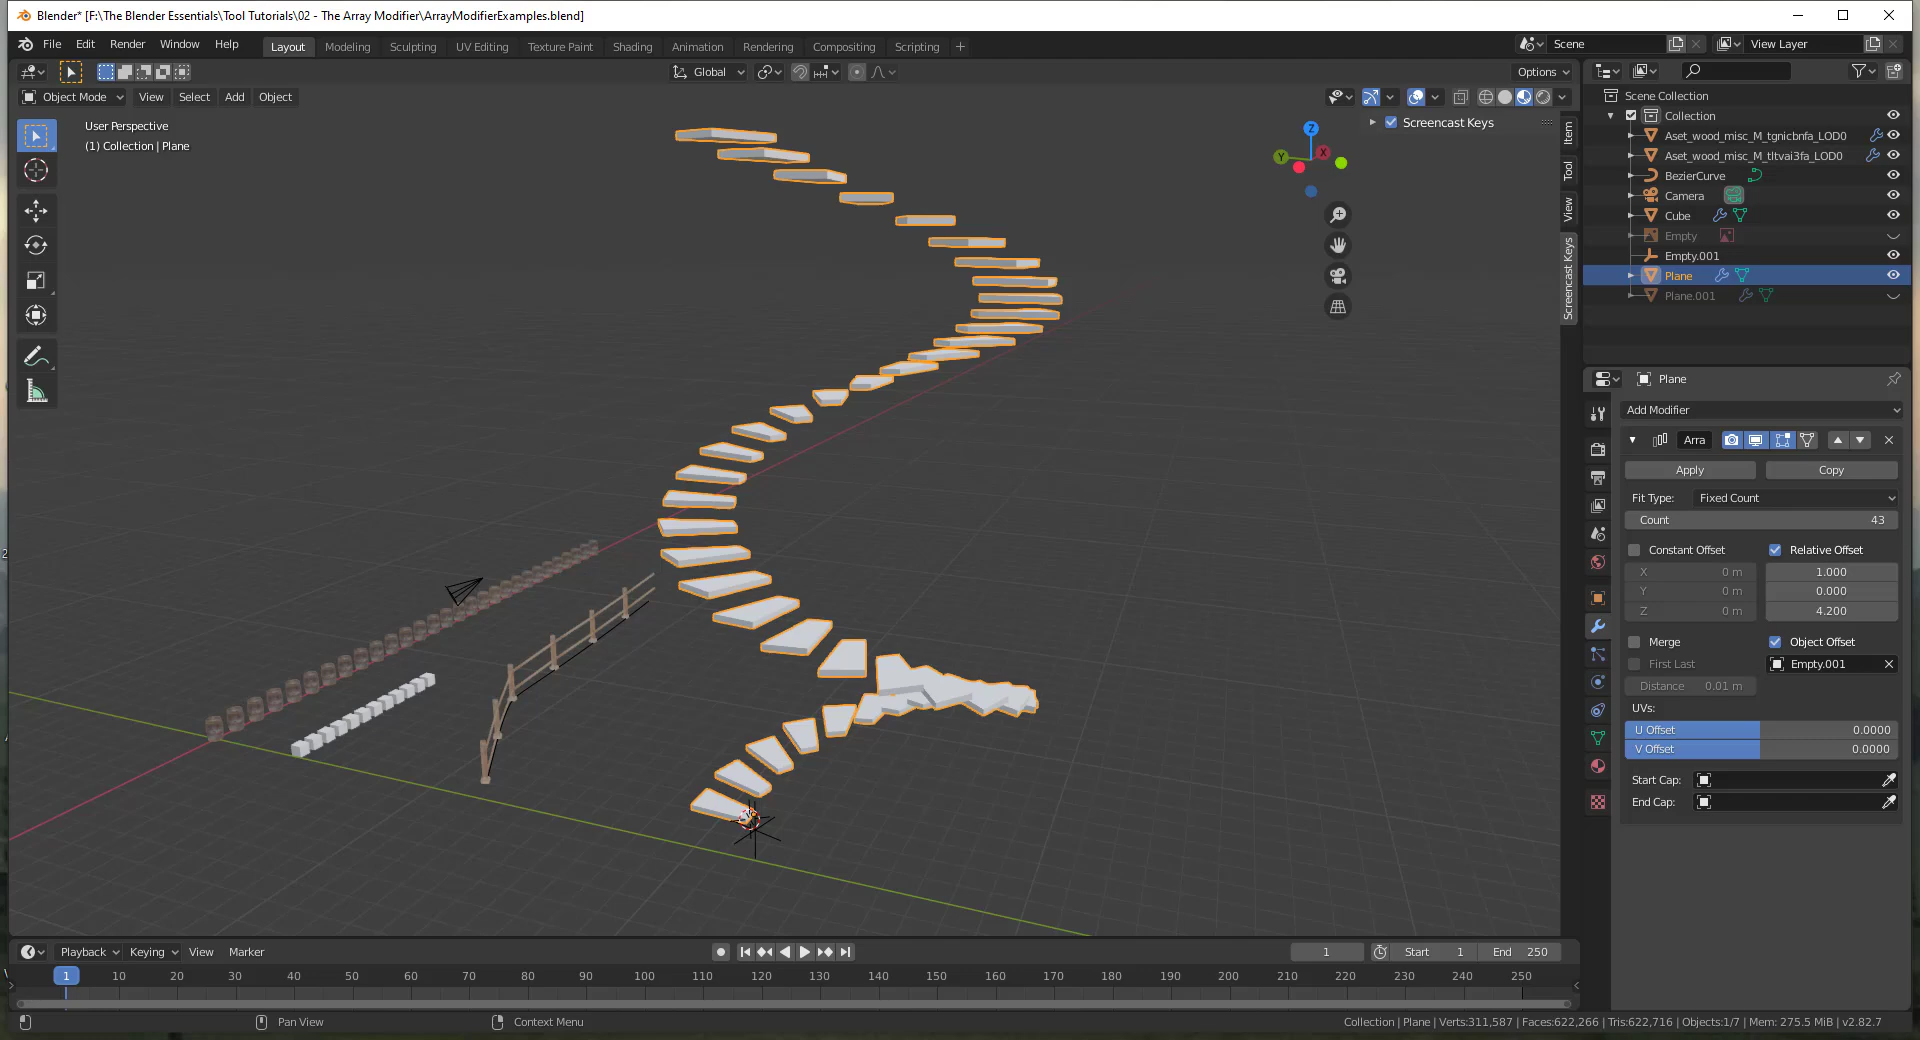 Blender* [F:\The Blender Essentials\Tool Tutorials\02 - The Array Modifier\ArrayModifierExamples.blend]
File Edit Render Window Help Layout Modeling Sculpting UV Editing Texture Paint Shading Animation Rendering Compositing Scripting + Scene View Layer
Global Options
Object Mode View Select Add Object
User Perspective
(1) Collection | Plane
Screencast Keys
Z
Y
X
Item
Tool
View
Screencast Keys
Scene Collection
Collection
Aset_wood_misc_M_tgnicbnfa_LOD0
Aset_wood_misc_M_tltvai3fa_LOD0
BezierCurve
Camera
Cube
Empty
Empty.001
Plane
Plane.001
Plane
Add Modifier
Arra
Apply Copy
Fit Type: Fixed Count
Count 43
Constant Offset Relative Offset
X 0 m 1.000
Y 0 m 0.000
Z 0 m 4.200
Merge Object Offset
First Last Empty.001
Distance 0.01 m
UVs:
U Offset 0.0000
V Offset 0.0000
Start Cap:
End Cap:
Playback Keying View Marker 1 Start 1 End 250
1 10 20 30 40 50 60 70 80 90 100 110 120 130 140 150 160 170 180 190 200 210 220 230 240 250
Pan View Context Menu Collection | Plane | Verts:311,587 | Faces:622,266 | Tris:622,716 | Objects:1/7 | Mem: 275.5 MiB | v2.82.7